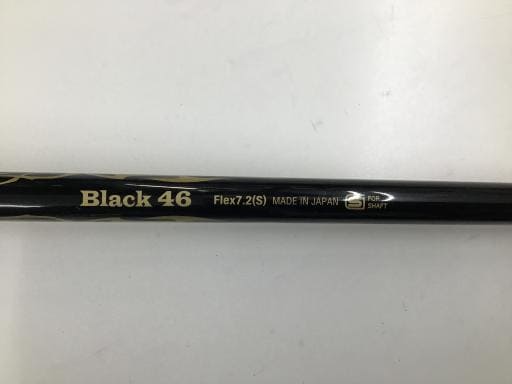 Black 46 Flex7.2(S) MADE IN JAPAN S FOR
SHAFT